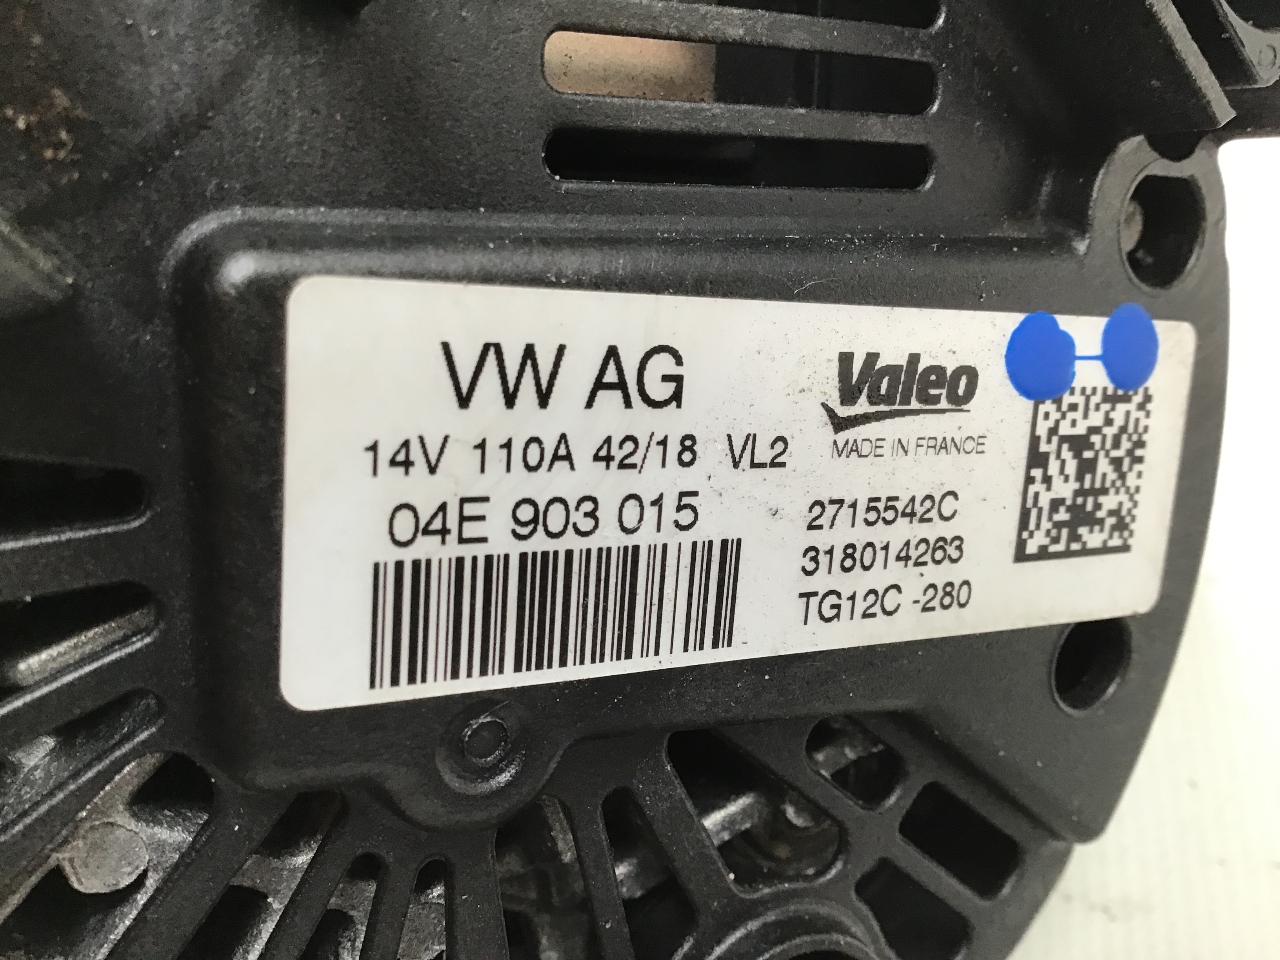 VW AG
14V 110A 42/18 VL2
04E 903 015
Valeo
MADE IN FRANCE
2715542C
318014263
TG12C -280